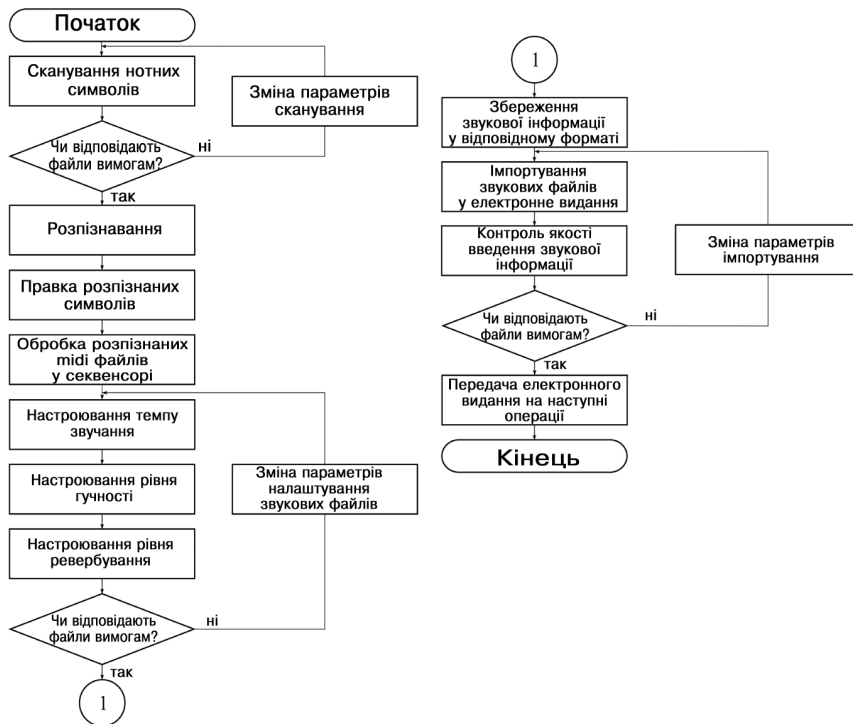 Початок
Сканування нотних
символів
Зміна параметрів
сканування
Чи відповідають
файли вимогам?
ні
так
Розпізнавання
Правка розпізнаних
символів
Обробка розпізнаних
midi файлів
у секвенсорі
Настроювання темпу
звучання
Настроювання рівня
гучності
Зміна параметрів
налаштування
звукових файлів
Настроювання рівня
ревербування
Чи відповідають
файли вимогам?
ні
так
1
1
Збереження
звукової інформації
у відповідному форматі
Імпортування
звукових файлів
у електронне видання
Контроль якості
введення звукової
інформації
Зміна параметрів
імпортування
Чи відповідають
файли вимогам?
ні
так
Передача електронного
видання на наступні
операції
Кінець